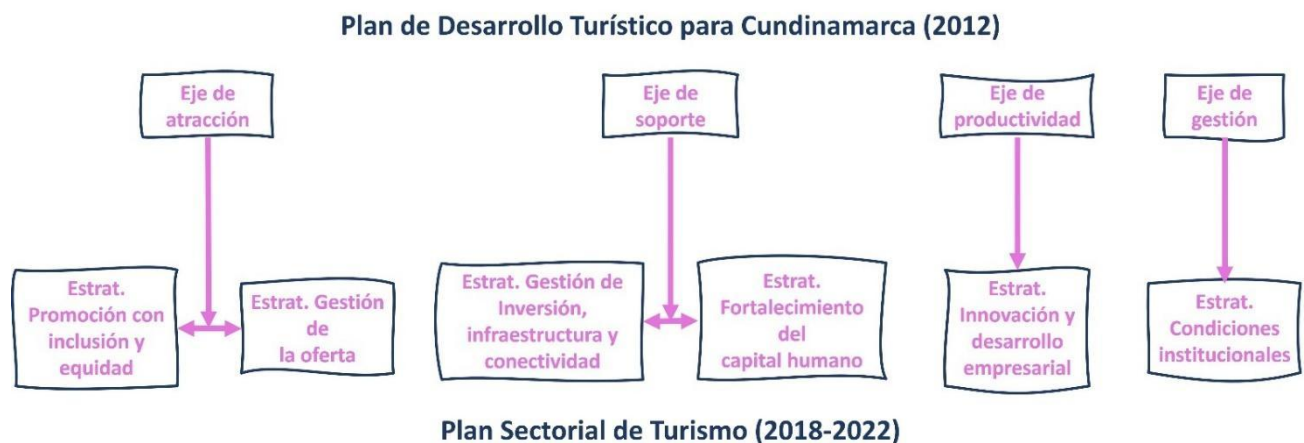 Plan de Desarrollo Turístico para Cundinamarca (2012)
Eje de
atracción
Eje de
soporte
Eje de
productividad
Eje de
gestión
Estrat.
Promoción con
inclusión y
equidad
Estrat. Gestión
de
la oferta
Estrat. Gestión de
Inversión,
infraestructura y
conectividad
Estrat.
Fortalecimiento
del
capital humano
Estrat.
Innovación y
desarrollo
empresarial
Estrat.
Condiciones
institucionales
Plan Sectorial de Turismo (2018-2022)